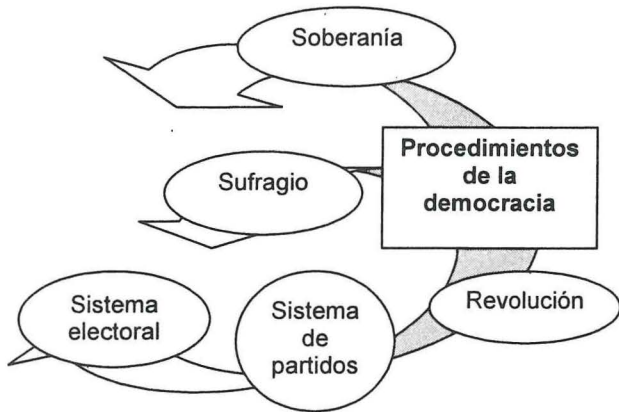 Soberanía
Procedimientos
de la
democracia
Sufragio
Revolución
Sistema
electoral
Sistema
de
partidos